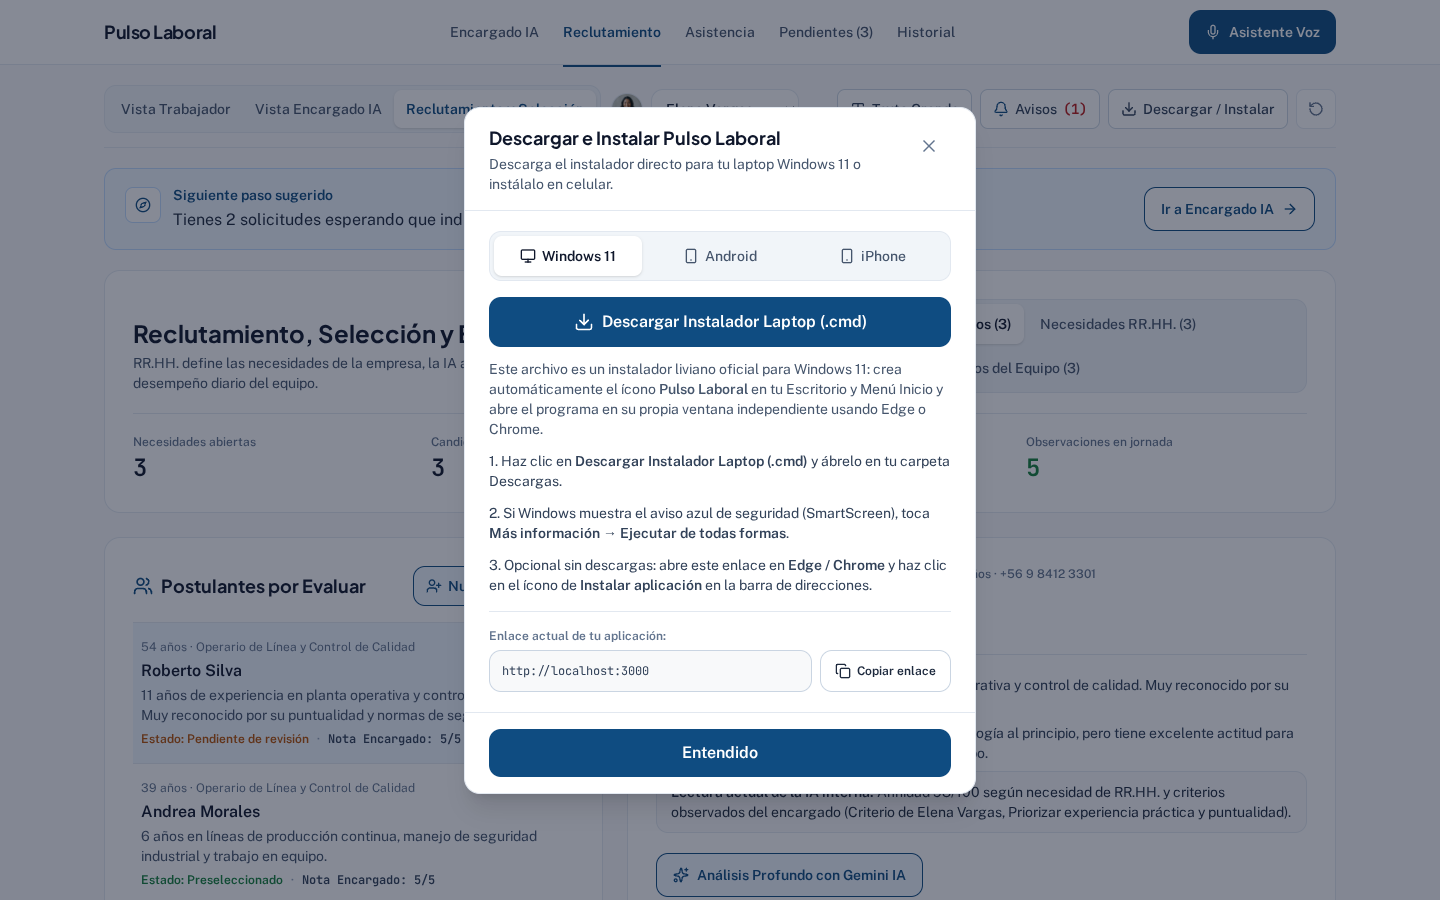 Pulso Laboral
Encargado IA
Reclutamiento
Asistencia
Pendientes (3)
Historial
Asistente Voz
Vista Trabajador
Vista Encargado IA
Avisos (1)
Descargar / Instalar
Siguiente paso sugerido
Tienes 2 solicitudes esperando que ind
Ir a Encargado IA
Reclutamiento, Selección y E
RR.HH. define las necesidades de la empresa, la IA a
desempeño diario del equipo.
os (3)
Necesidades RR.HH. (3)
os del Equipo (3)
Necesidades abiertas
3
Candi
3
Observaciones en jornada
5
Descargar e Instalar Pulso Laboral
Descarga el instalador directo para tu laptop Windows 11 o
instálalo en celular.
Windows 11
Android
iPhone
Descargar Instalador Laptop (.cmd)
Este archivo es un instalador liviano oficial para Windows 11: crea
automáticamente el ícono Pulso Laboral en tu Escritorio y Menú Inicio y
abre el programa en su propia ventana independiente usando Edge o
Chrome.
1. Haz clic en Descargar Instalador Laptop (.cmd) y ábrelo en tu carpeta
Descargas.
2. Si Windows muestra el aviso azul de seguridad (SmartScreen), toca
Más información → Ejecutar de todas formas.
3. Opcional sin descargas: abre este enlace en Edge / Chrome y haz clic
en el ícono de Instalar aplicación en la barra de direcciones.
Enlace actual de tu aplicación:
http://localhost:3000
Copiar enlace
Entendido
Postulantes por Evaluar
Nu
54 años · Operario de Línea y Control de Calidad
Roberto Silva
11 años de experiencia en planta operativa y contro
Muy reconocido por su puntualidad y normas de se
Estado: Pendiente de revisión · Nota Encargado: 5/5
39 años · Operario de Línea y Control de Calidad
Andrea Morales
6 años en líneas de producción continua, manejo de seguridad
industrial y trabajo en equipo.
Estado: Preseleccionado · Nota Encargado: 5/5
os · +56 9 8412 3301
rativa y control de calidad. Muy reconocido por su
ogía al principio, pero tiene excelente actitud para
o.
según necesidad de RR.HH. y criterios
observados del encargado (Criterio de Elena Vargas, Priorizar experiencia práctica y puntualidad).
Análisis Profundo con Gemini IA